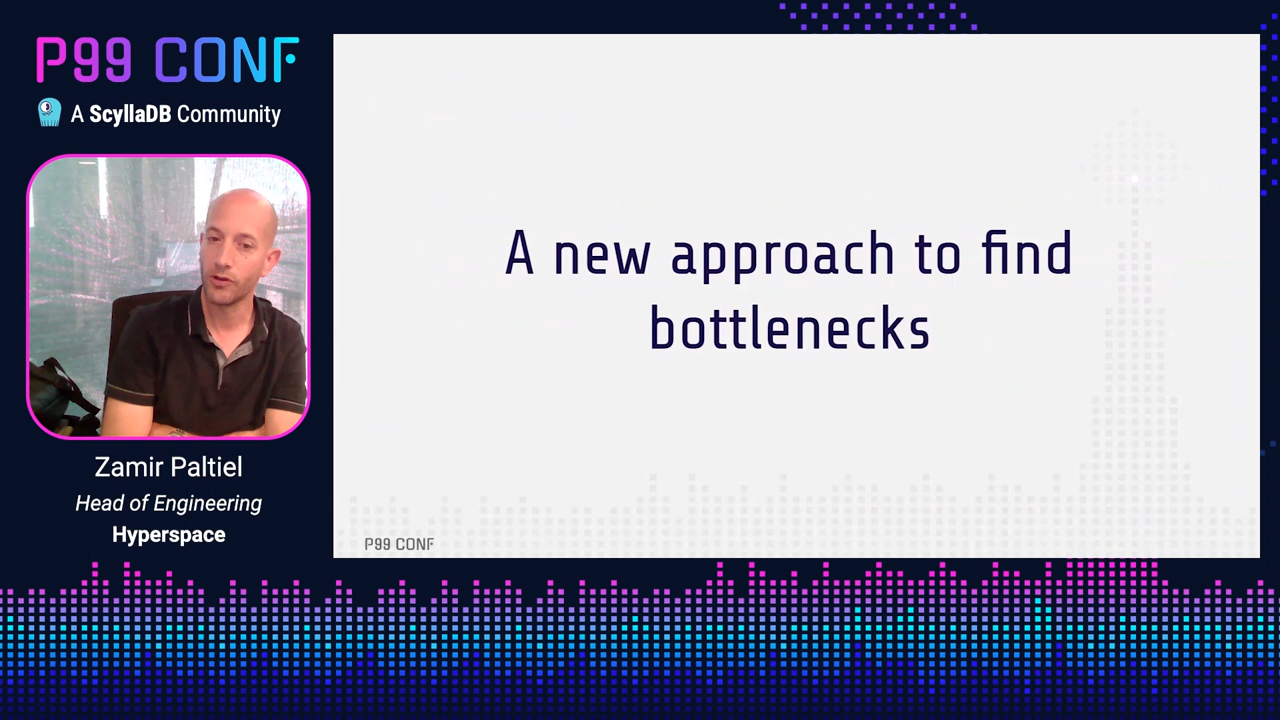 P99 CONF
A ScyllaDB Community
A new approach to find
bottlenecks
Zamir Paltiel
Head of Engineering
Hyperspace
P99 CONF